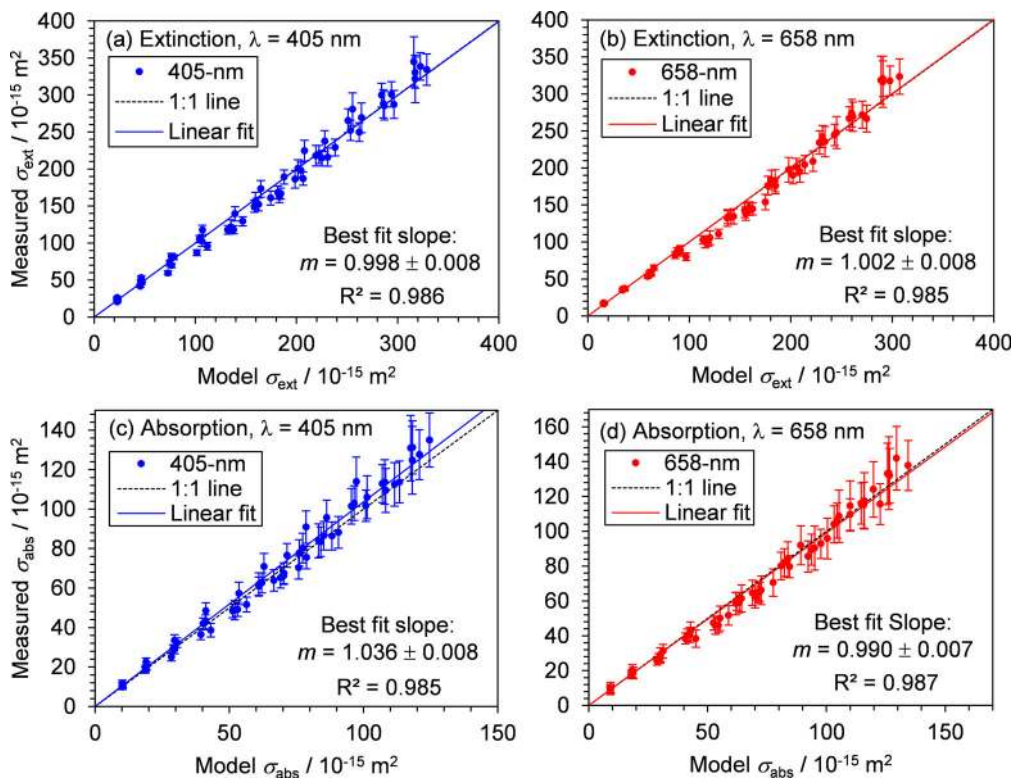 (a) Extinction, λ = 405 nm
405-nm
1:1 line
Linear fit
Best fit slope:
m = 0.998 ± 0.008
R² = 0.986
Measured σext / 10⁻¹⁵ m²
400
350
300
250
200
150
100
50
0
0 100 200 300 400
Model σext / 10⁻¹⁵ m²
(b) Extinction, λ = 658 nm
658-nm
1:1 line
Linear fit
Best fit slope:
m = 1.002 ± 0.008
R² = 0.985
400
350
300
250
200
150
100
50
0
0 100 200 300 400
Model σext / 10⁻¹⁵ m²
(c) Absorption, λ = 405 nm
405-nm
1:1 line
Linear fit
Best fit slope:
m = 1.036 ± 0.008
R² = 0.985
Measured σabs / 10⁻¹⁵ m²
140
120
100
80
60
40
20
0
0 50 100 150
Model σabs / 10⁻¹⁵ m²
(d) Absorption, λ = 658 nm
658-nm
1:1 line
Linear fit
Best fit Slope:
m = 0.990 ± 0.007
R² = 0.987
160
140
120
100
80
60
40
20
0
0 50 100 150
Model σabs / 10⁻¹⁵ m²